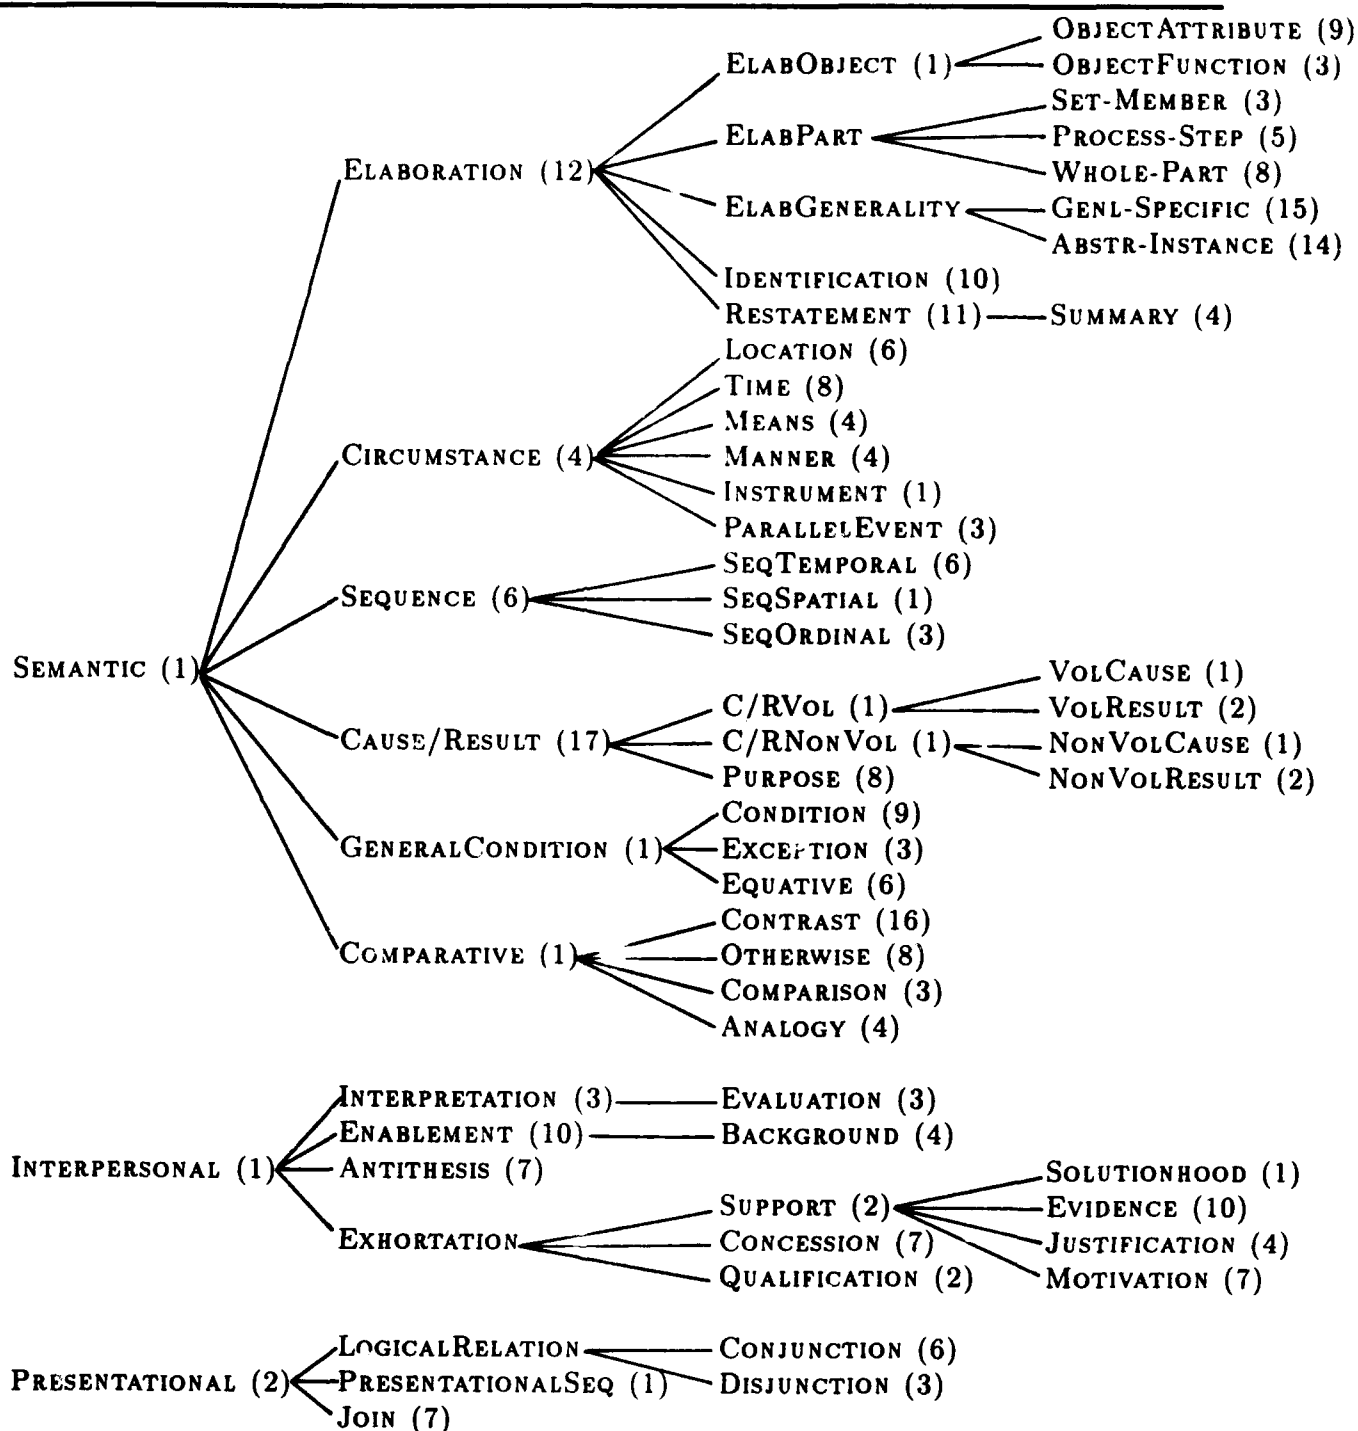 OBJECTATTRIBUTE (9)
ELABOBJECT (1) OBJECTFUNCTION (3)
SET-MEMBER (3)
ELABPART PROCESS-STEP (5)
ELABORATION (12) WHOLE-PART (8)
ELABGENERALITY GENL-SPECIFIC (15)
ABSTR-INSTANCE (14)
IDENTIFICATION (10)
RESTATEMENT (11) SUMMARY (4)
LOCATION (6)
TIME (8)
MEANS (4)
CIRCUMSTANCE (4) MANNER (4)
INSTRUMENT (1)
PARALLELEVENT (3)
SEQTEMPORAL (6)
SEQUENCE (6) SEQSPATIAL (1)
SEQORDINAL (3)
SEMANTIC (1) VOLCAUSE (1)
C/RVOL (1) VOLRESULT (2)
CAUSE/RESULT (17) C/RNONVOL (1) NONVOLCAUSE (1)
PURPOSE (8) NONVOLRESULT (2)
CONDITION (9)
GENERALCONDITION (1) EXCEPTION (3)
EQUATIVE (6)
CONTRAST (16)
COMPARATIVE (1) OTHERWISE (8)
COMPARISON (3)
ANALOGY (4)
INTERPRETATION (3) EVALUATION (3)
ENABLEMENT (10) BACKGROUND (4)
INTERPERSONAL (1) ANTITHESIS (7) SOLUTIONHOOD (1)
SUPPORT (2) EVIDENCE (10)
EXHORTATION CONCESSION (7) JUSTIFICATION (4)
QUALIFICATION (2) MOTIVATION (7)
LOGICALRELATION CONJUNCTION (6)
PRESENTATIONAL (2) PRESENTATIONALSEQ (1) DISJUNCTION (3)
JOIN (7)